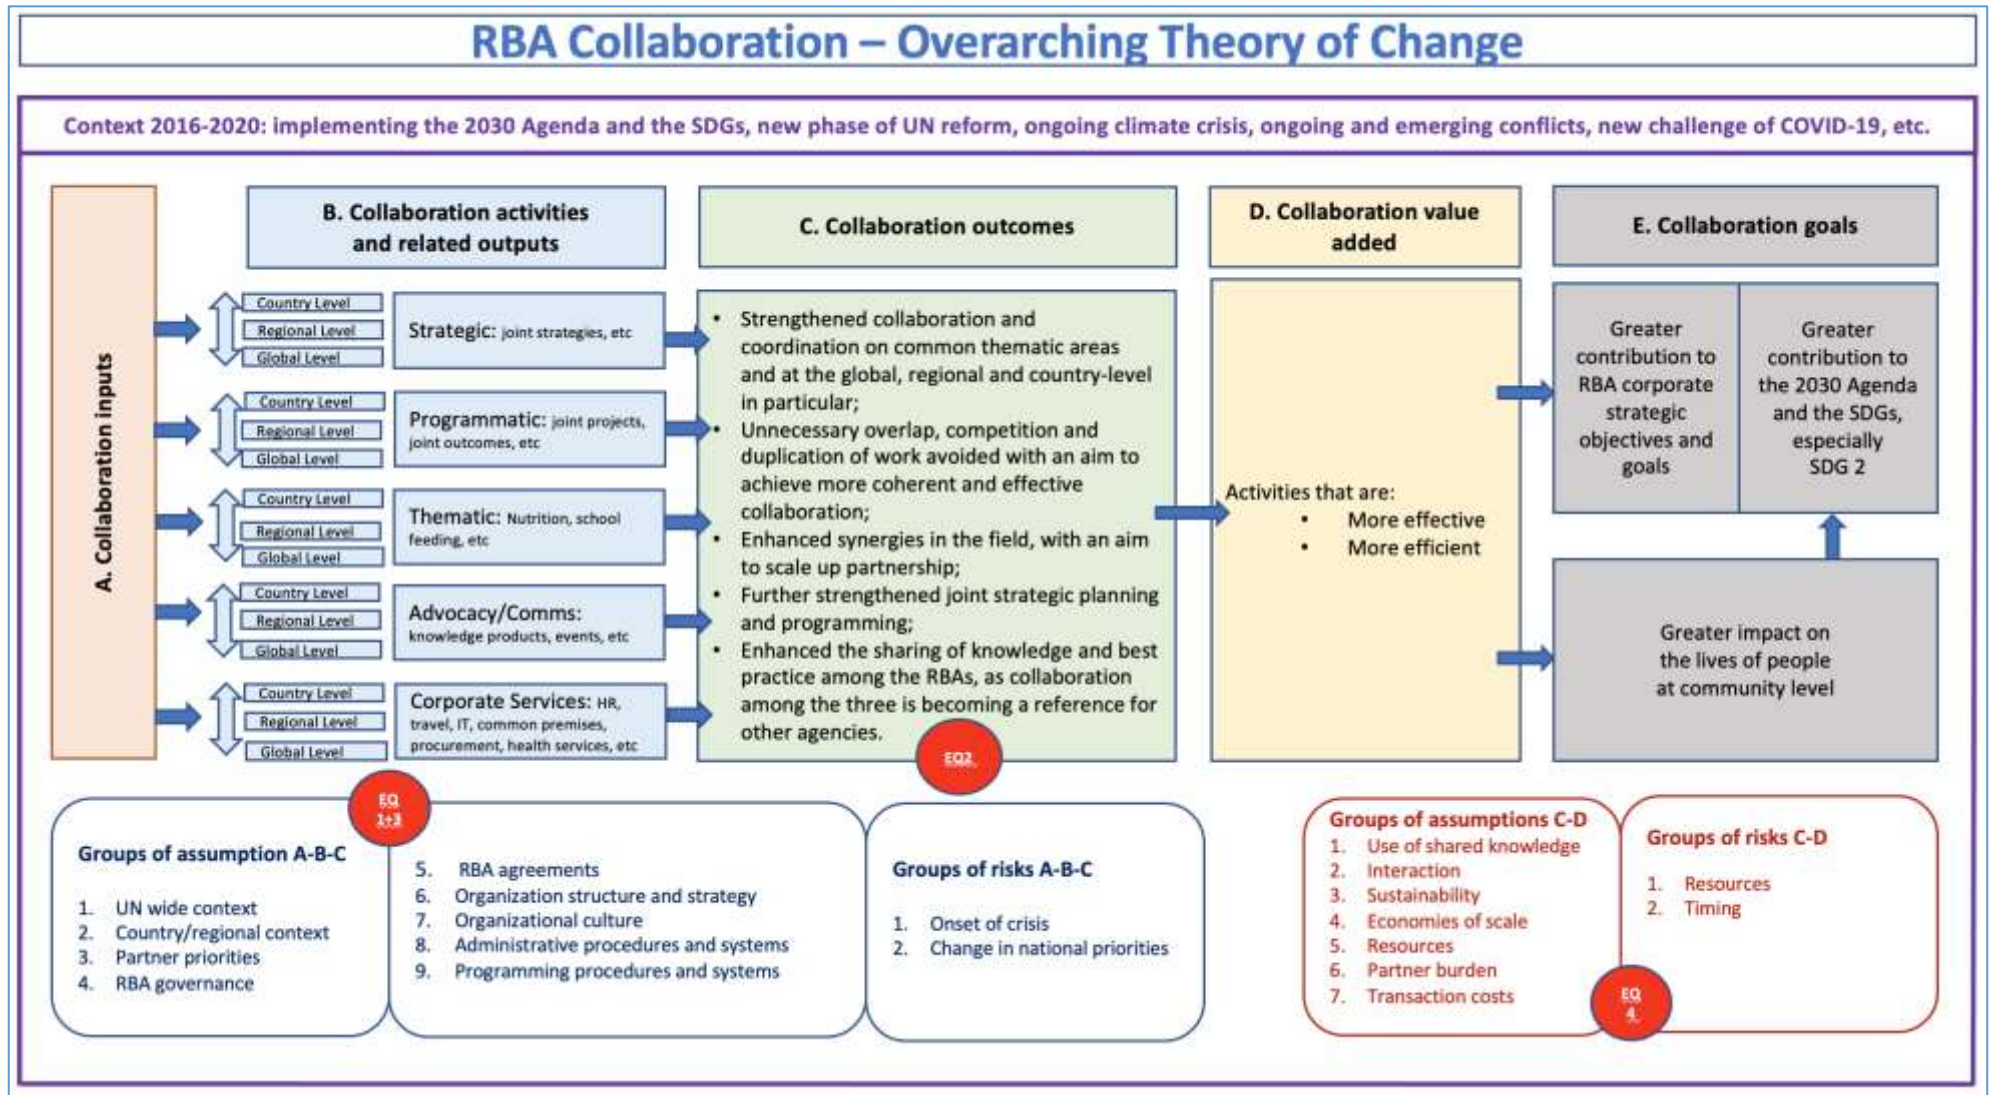 RBA Collaboration – Overarching Theory of Change
Context 2016-2020: implementing the 2030 Agenda and the SDGs, new phase of UN reform, ongoing climate crisis, ongoing and emerging conflicts, new challenge of COVID-19, etc.
A. Collaboration inputs
B. Collaboration activities
and related outputs
Country Level
Regional Level
Global Level
Strategic: joint strategies, etc
Country Level
Regional Level
Global Level
Programmatic: joint projects,
joint outcomes, etc
Country Level
Regional Level
Global Level
Thematic: Nutrition, school
feeding, etc
Country Level
Regional Level
Global Level
Advocacy/Comms:
knowledge products, events, etc
Country Level
Regional Level
Global Level
Corporate Services: HR,
travel, IT, common premises,
procurement, health services, etc
C. Collaboration outcomes
• Strengthened collaboration and
coordination on common thematic areas
and at the global, regional and country-level
in particular;
• Unnecessary overlap, competition and
duplication of work avoided with an aim to
achieve more coherent and effective
collaboration;
• Enhanced synergies in the field, with an aim
to scale up partnership;
• Further strengthened joint strategic planning
and programming;
• Enhanced the sharing of knowledge and best
practice among the RBAs, as collaboration
among the three is becoming a reference for
other agencies.
EQ2
D. Collaboration value
added
Activities that are:
• More effective
• More efficient
E. Collaboration goals
Greater
contribution to
RBA corporate
strategic
objectives and
goals
Greater
contribution to
the 2030 Agenda
and the SDGs,
especially
SDG 2
Greater impact on
the lives of people
at community level
EQ
1+3
Groups of assumption A-B-C
1. UN wide context
2. Country/regional context
3. Partner priorities
4. RBA governance
5. RBA agreements
6. Organization structure and strategy
7. Organizational culture
8. Administrative procedures and systems
9. Programming procedures and systems
Groups of risks A-B-C
1. Onset of crisis
2. Change in national priorities
Groups of assumptions C-D
1. Use of shared knowledge
2. Interaction
3. Sustainability
4. Economies of scale
5. Resources
6. Partner burden
7. Transaction costs
EQ
4
Groups of risks C-D
1. Resources
2. Timing